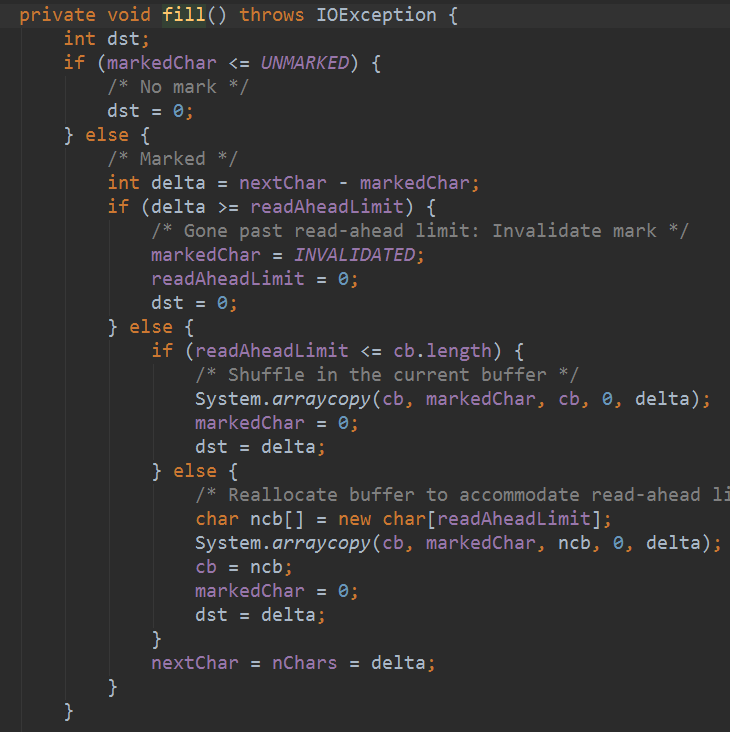 private void fill() throws IOException {
    int dst;
    if (markedChar <= UNMARKED) {
        /* No mark */
        dst = 0;
    } else {
        /* Marked */
        int delta = nextChar - markedChar;
        if (delta >= readAheadLimit) {
            /* Gone past read-ahead limit: Invalidate mark */
            markedChar = INVALIDATED;
            readAheadLimit = 0;
            dst = 0;
        } else {
            if (readAheadLimit <= cb.length) {
                /* Shuffle in the current buffer */
                System.arraycopy(cb, markedChar, cb, 0, delta);
                markedChar = 0;
                dst = delta;
            } else {
                /* Reallocate buffer to accommodate read-ahead li
                char ncb[] = new char[readAheadLimit];
                System.arraycopy(cb, markedChar, ncb, 0, delta);
                cb = ncb;
                markedChar = 0;
                dst = delta;
            }
            nextChar = nChars = delta;
        }
    }